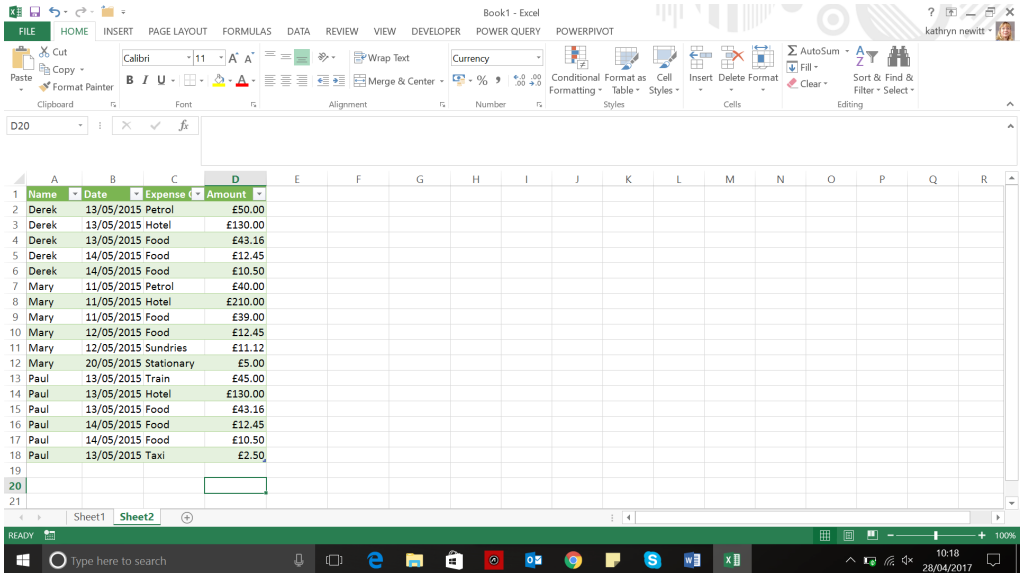 Book1 - Excel
?
FILE HOME INSERT PAGE LAYOUT FORMULAS DATA REVIEW VIEW DEVELOPER POWER QUERY POWERPIVOT kathryn newitt
Paste Cut Copy Format Painter
Calibri 11 A A
B I U A
Wrap Text
Merge & Center
Currency
% , .0 .00 .00 .0
Conditional Formatting Format as Table Cell Styles
Insert Delete Format
Σ AutoSum Fill Clear
Sort & Filter Find & Select
Clipboard Font Alignment Number Styles Cells Editing
D20 fx
A B C D E F G H I J K L M N O P Q R
1 Name Date Expense C Amount
2 Derek 13/05/2015 Petrol £50.00
3 Derek 13/05/2015 Hotel £130.00
4 Derek 13/05/2015 Food £43.16
5 Derek 14/05/2015 Food £12.45
6 Derek 14/05/2015 Food £10.50
7 Mary 11/05/2015 Petrol £40.00
8 Mary 11/05/2015 Hotel £210.00
9 Mary 11/05/2015 Food £39.00
10 Mary 12/05/2015 Food £12.45
11 Mary 12/05/2015 Sundries £11.12
12 Mary 20/05/2015 Stationary £5.00
13 Paul 13/05/2015 Train £45.00
14 Paul 13/05/2015 Hotel £130.00
15 Paul 13/05/2015 Food £43.16
16 Paul 14/05/2015 Food £12.45
17 Paul 14/05/2015 Food £10.50
18 Paul 13/05/2015 Taxi £2.50
19
20
21
Sheet1 Sheet2
READY 100%
Type here to search
10:18
28/04/2017